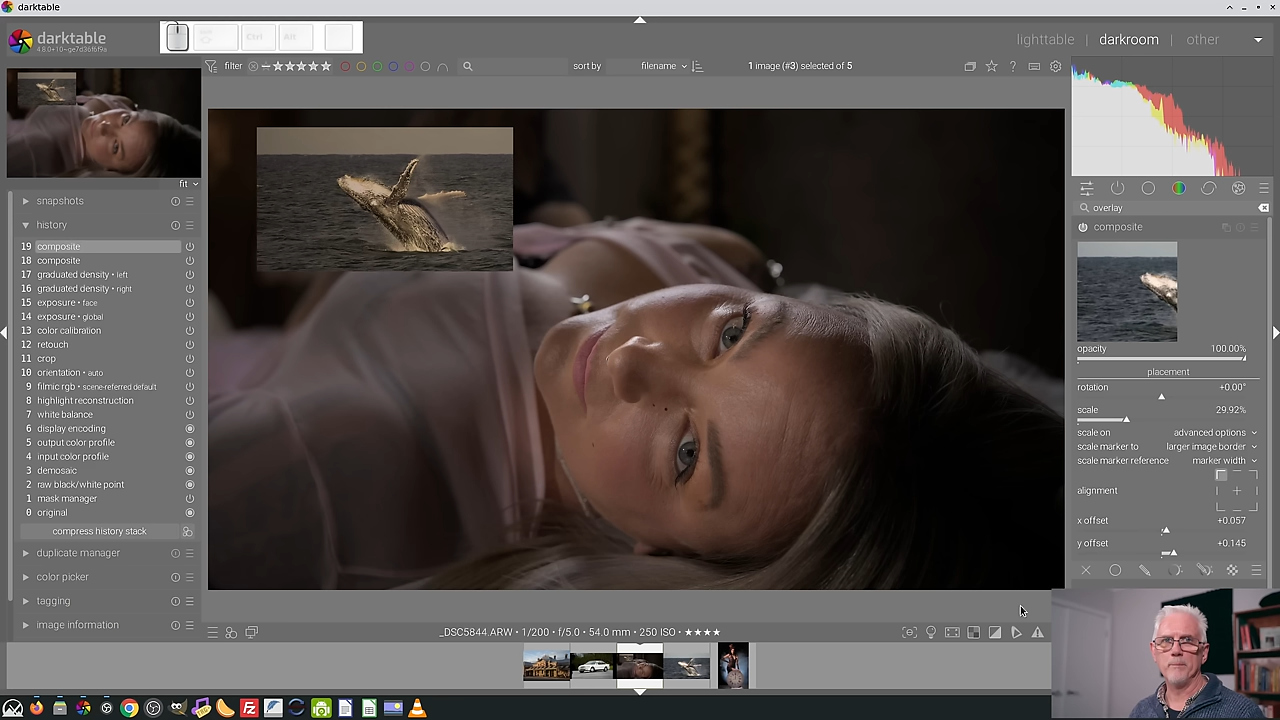 darktable
darktable
4.8.0+10~ge7d36f6f9a
Ctrl
Alt
lighttable | darkroom | other
filter
sort by filename
1 image (#3) selected of 5
fit
snapshots
history
19 composite
18 composite
17 graduated density • left
16 graduated density • right
15 exposure • face
14 exposure • global
13 color calibration
12 retouch
11 crop
10 orientation • auto
9 filmic rgb • scene-referred default
8 highlight reconstruction
7 white balance
6 display encoding
5 output color profile
4 input color profile
3 demosaic
2 raw black/white point
1 mask manager
0 original
compress history stack
duplicate manager
color picker
tagging
image information
overlay
composite
opacity 100.00%
placement
rotation +0.00°
scale 29.92%
scale on advanced options
scale marker to larger image border
scale marker reference marker width
alignment
x offset +0.057
y offset +0.145
_DSC5844.ARW • 1/200 • f/5.0 • 54.0 mm • 250 ISO • ★★★★